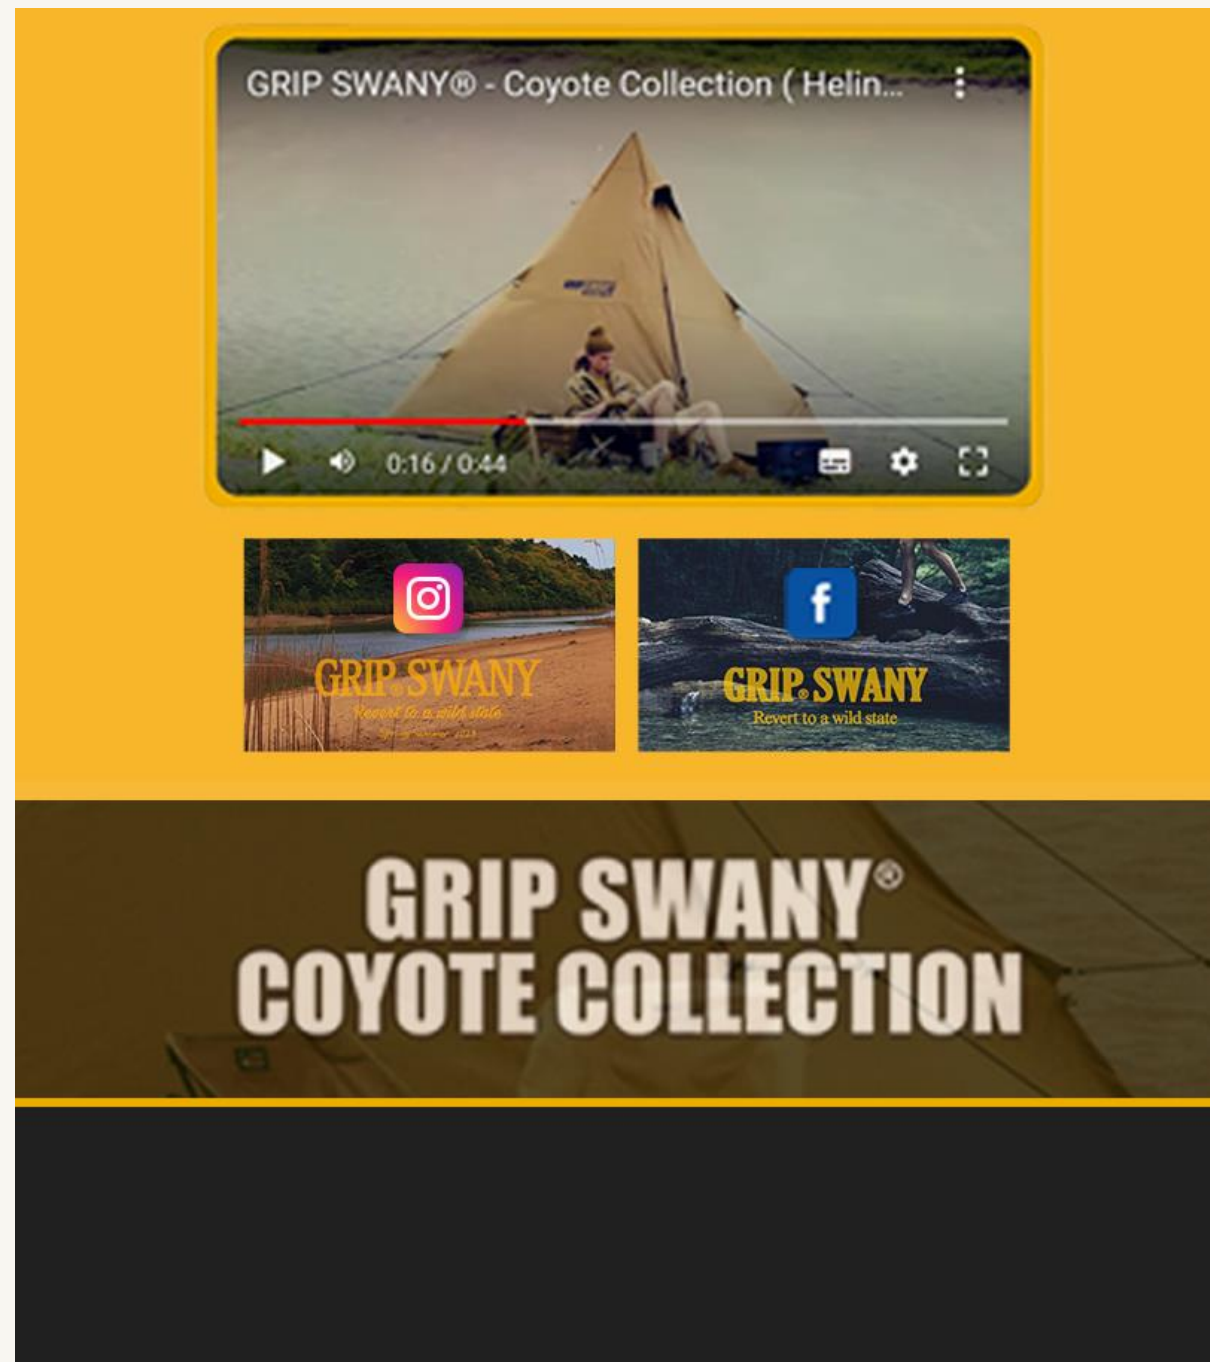 GRIP SWANY® - Coyote Collection ( Helin...
0:16 / 0:44
GRIP SWANY
Revert to a wild state
GRIP® SWANY
Revert to a wild state
GRIP SWANY®
COYOTE COLLECTION